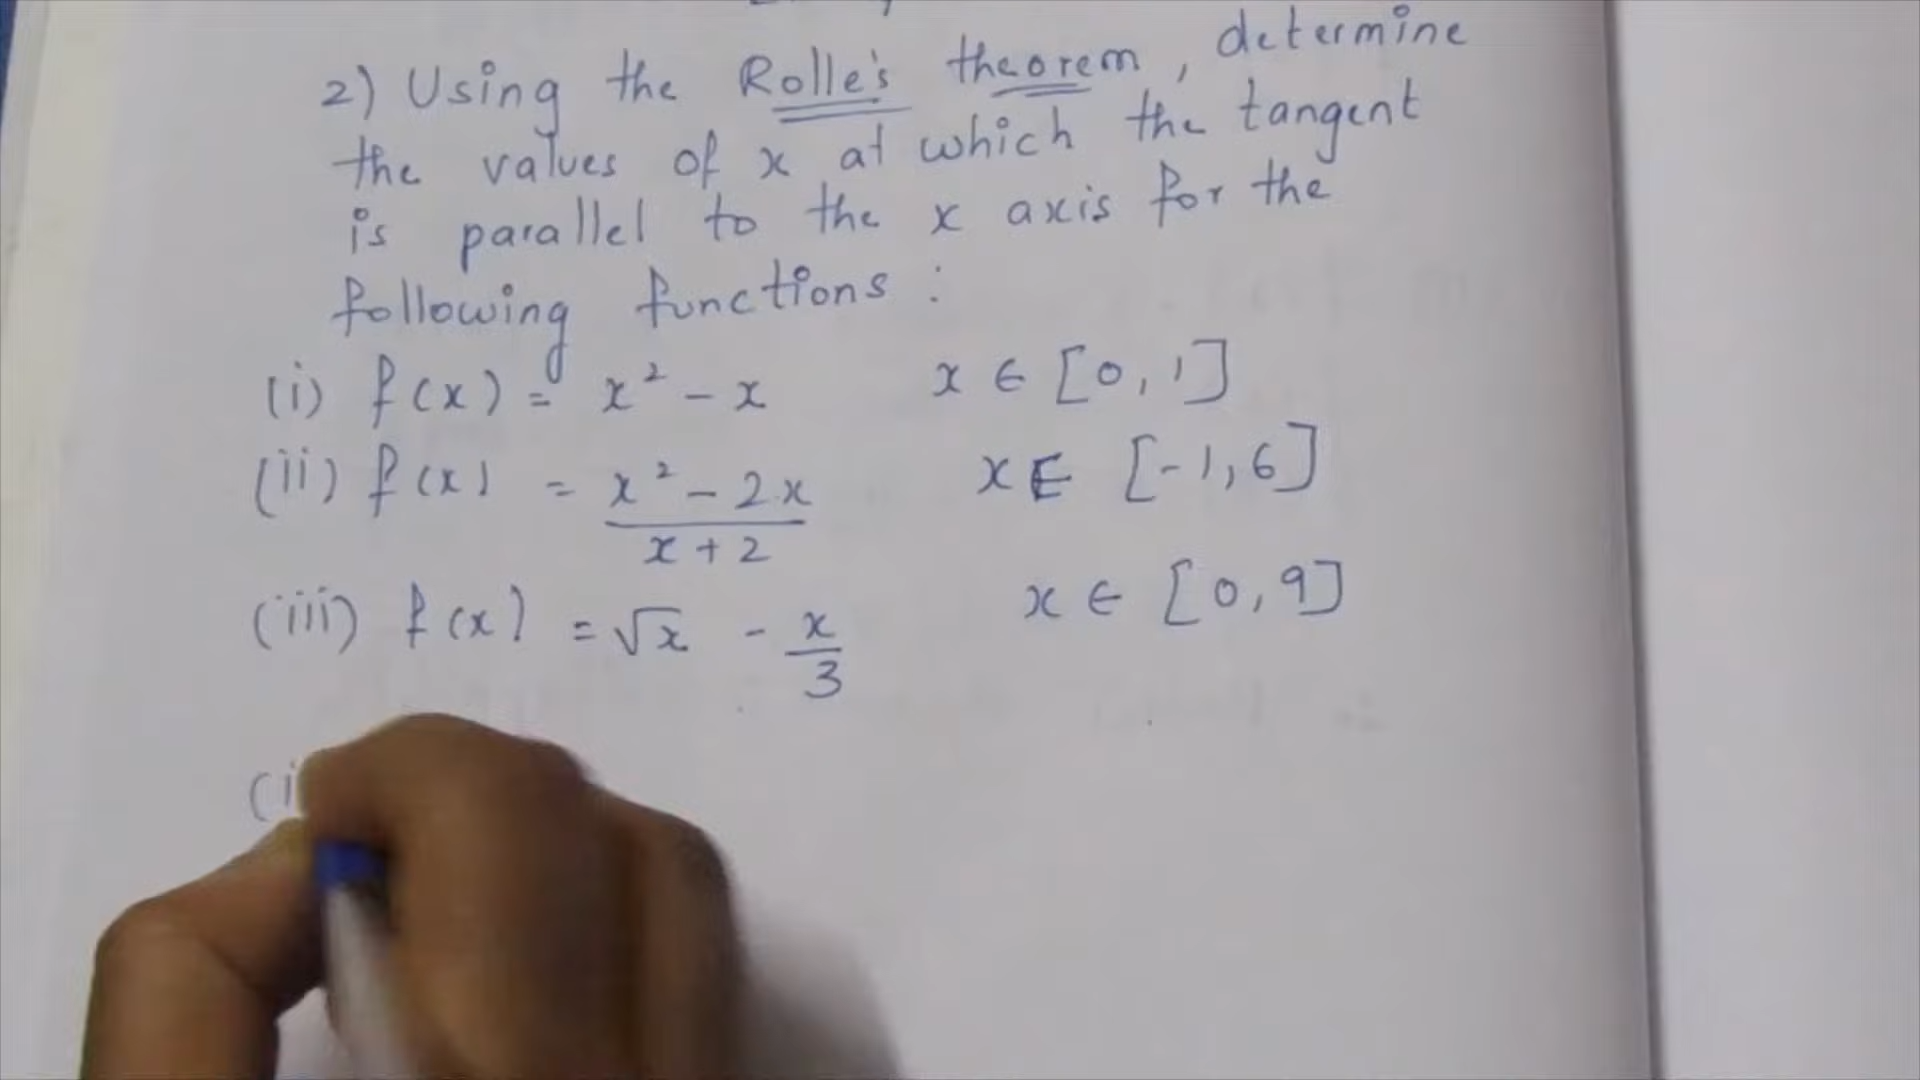 2) Using the Rolle's theorem, determine
the values of x at which the tangent
is parallel to the x axis for the
following functions :
(i) f(x) = x² - x x ∈ [0, 1]
(ii) f(x) = x² - 2x / x + 2 x ∈ [-1, 6]
(iii) f(x) = √x - x/3 x ∈ [0, 9]
(i